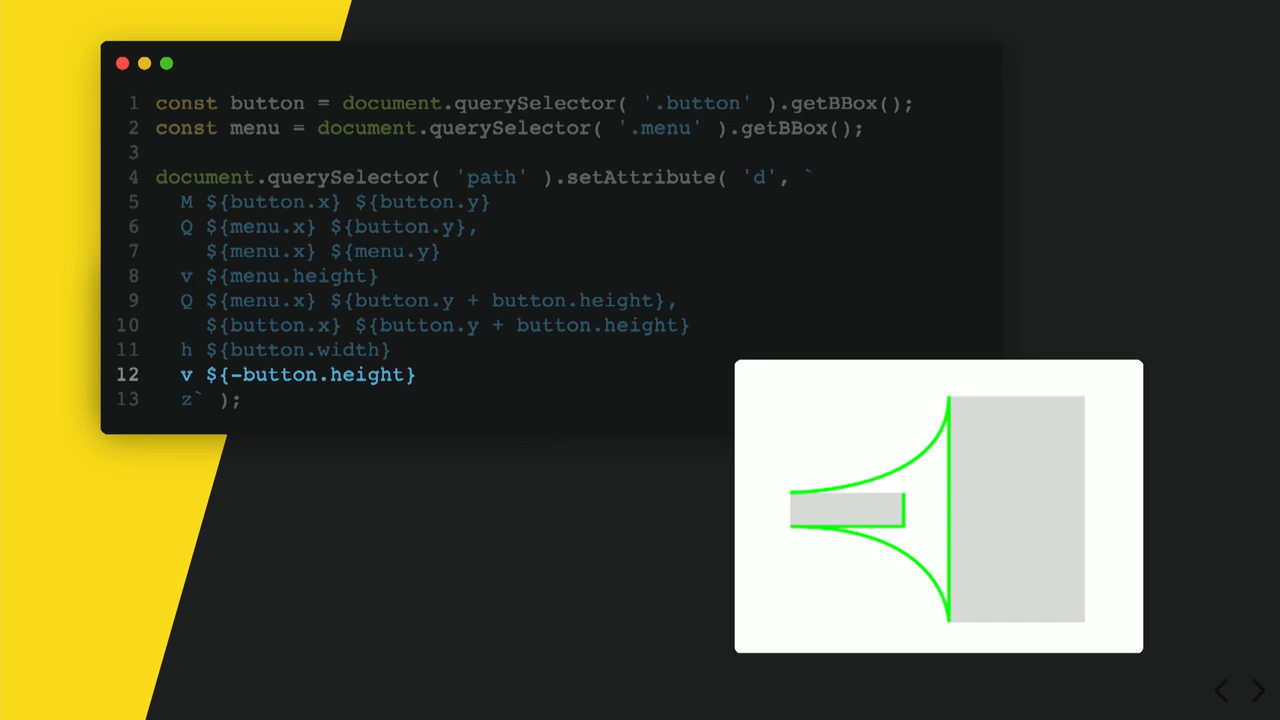 1 const button = document.querySelector( '.button' ).getBBox();
2 const menu = document.querySelector( '.menu' ).getBBox();
3
4 document.querySelector( 'path' ).setAttribute( 'd', `
5 M ${button.x} ${button.y}
6 Q ${menu.x} ${button.y},
7 ${menu.x} ${menu.y}
8 v ${menu.height}
9 Q ${menu.x} ${button.y + button.height},
10 ${button.x} ${button.y + button.height}
11 h ${button.width}
12 v ${-button.height}
13 z` );